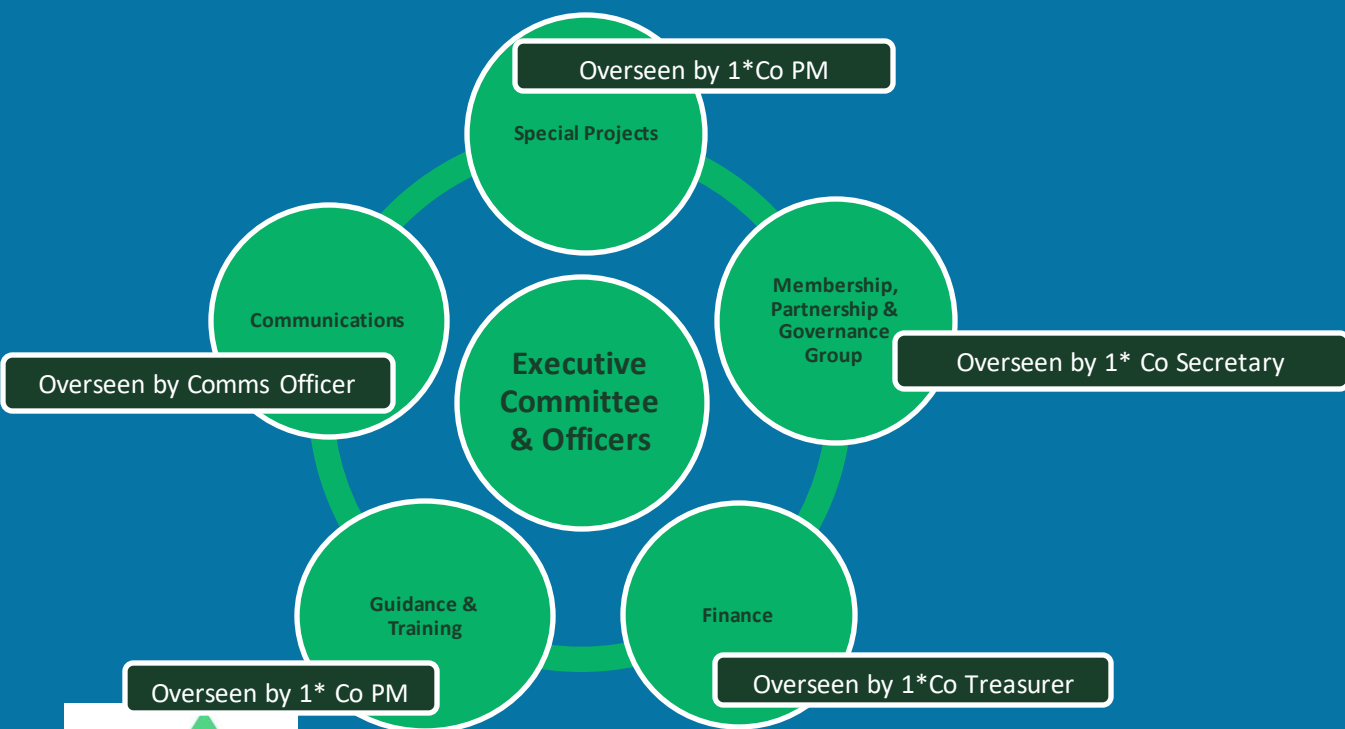 Overseen by 1*Co PM
Special Projects
Membership,
Partnership &
Governance
Group
Overseen by 1* Co Secretary
Communications
Overseen by Comms Officer
Executive
Committee
& Officers
Guidance &
Training
Overseen by 1* Co PM
Finance
Overseen by 1*Co Treasurer